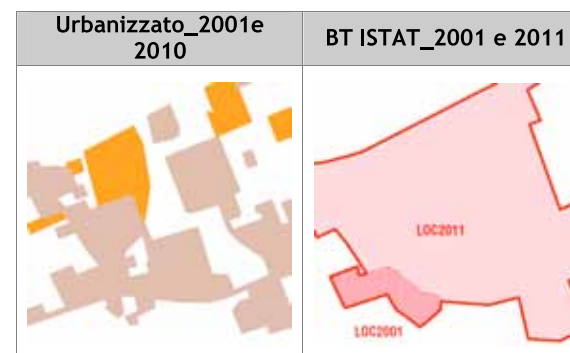 Urbanizzato_2001e
2010
BT ISTAT_2001 e 2011
LOC2011
LOC2001